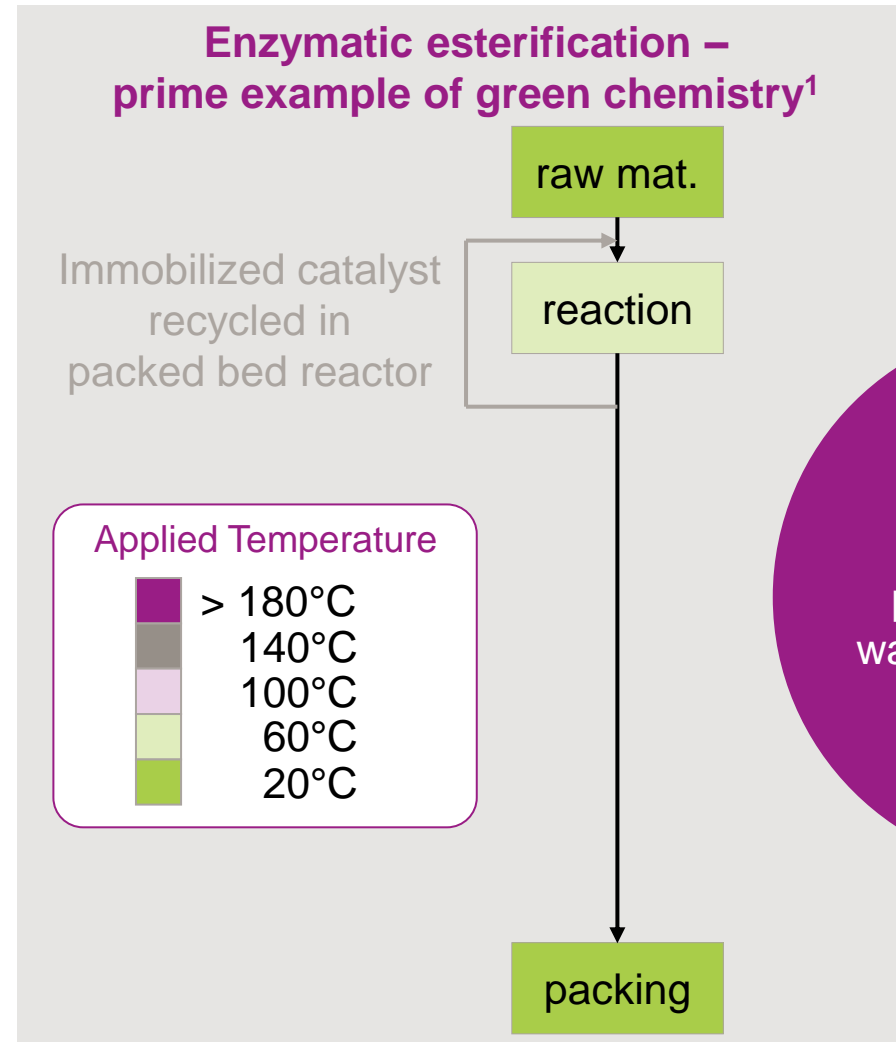 Enzymatic esterification –
prime example of green chemistry¹
raw mat.
Immobilized catalyst
recycled in
packed bed reactor
reaction
Applied Temperature
> 180°C
140°C
100°C
60°C
20°C
packing